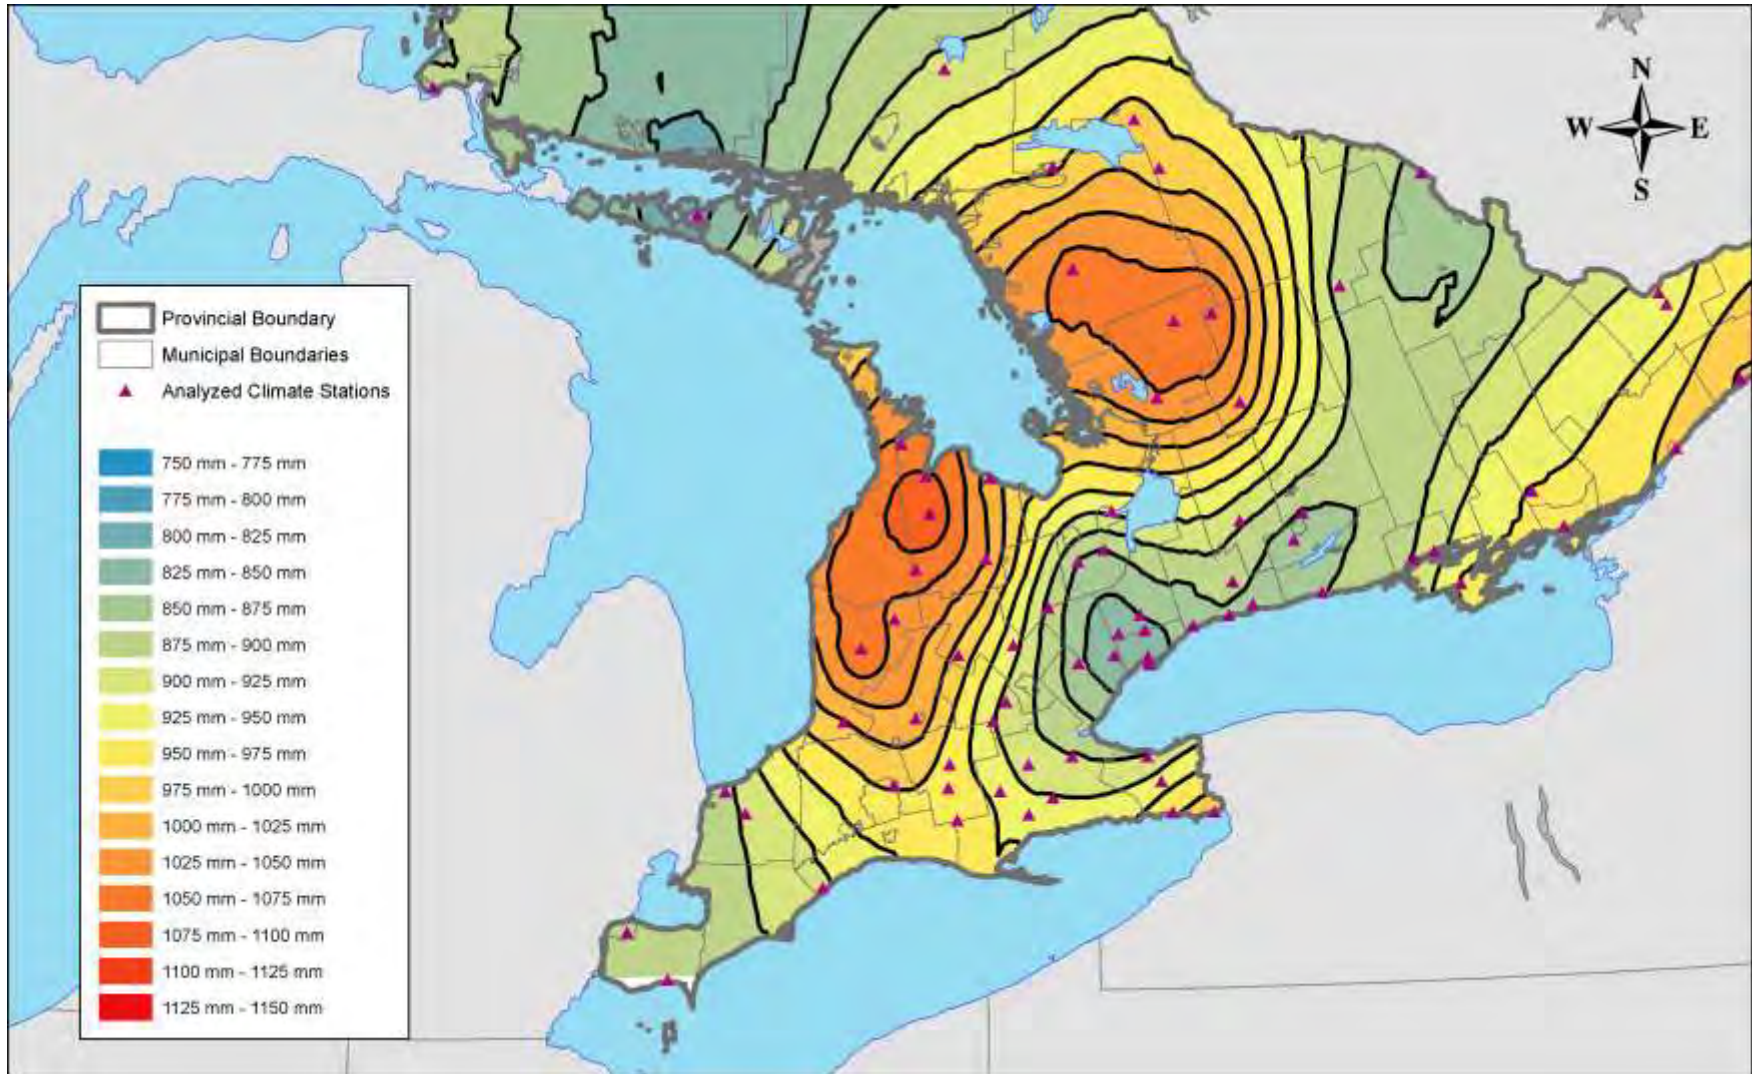 N
W E
S
Provincial Boundary
Municipal Boundaries
Analyzed Climate Stations
750 mm - 775 mm
775 mm - 800 mm
800 mm - 825 mm
825 mm - 850 mm
850 mm - 875 mm
875 mm - 900 mm
900 mm - 925 mm
925 mm - 950 mm
950 mm - 975 mm
975 mm - 1000 mm
1000 mm - 1025 mm
1025 mm - 1050 mm
1050 mm - 1075 mm
1075 mm - 1100 mm
1100 mm - 1125 mm
1125 mm - 1150 mm